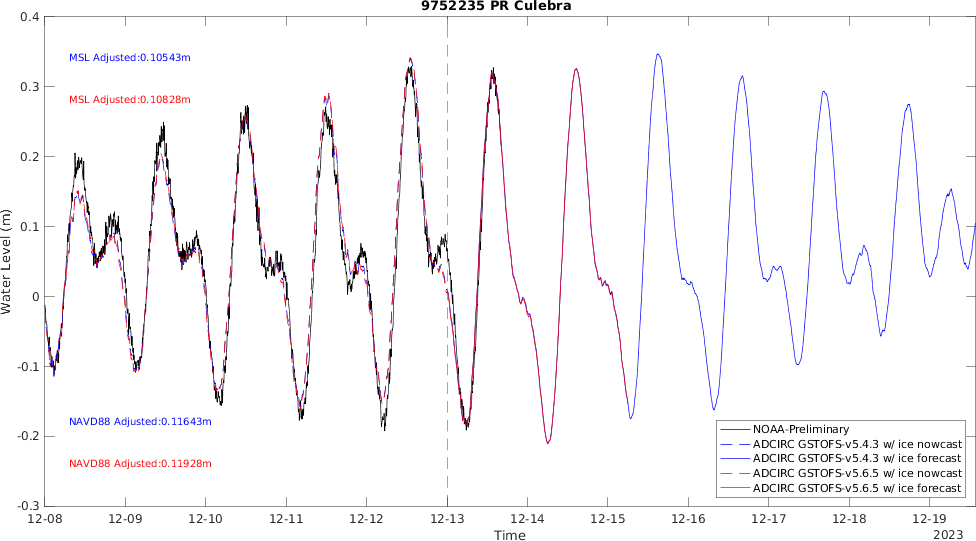 9752235 PR Culebra
0.4
0.3
0.2
0.1
0
-0.1
-0.2
-0.3
Water Level (m)
MSL Adjusted:0.10543m
MSL Adjusted:0.10828m
NAVD88 Adjusted:0.11643m
NAVD88 Adjusted:0.11928m
NOAA-Preliminary
ADCIRC GSTOFS-v5.4.3 w/ ice nowcast
ADCIRC GSTOFS-v5.4.3 w/ ice forecast
ADCIRC GSTOFS-v5.6.5 w/ ice nowcast
ADCIRC GSTOFS-v5.6.5 w/ ice forecast
12-08 12-09 12-10 12-11 12-12 12-13 12-14 12-15 12-16 12-17 12-18 12-19
Time
2023